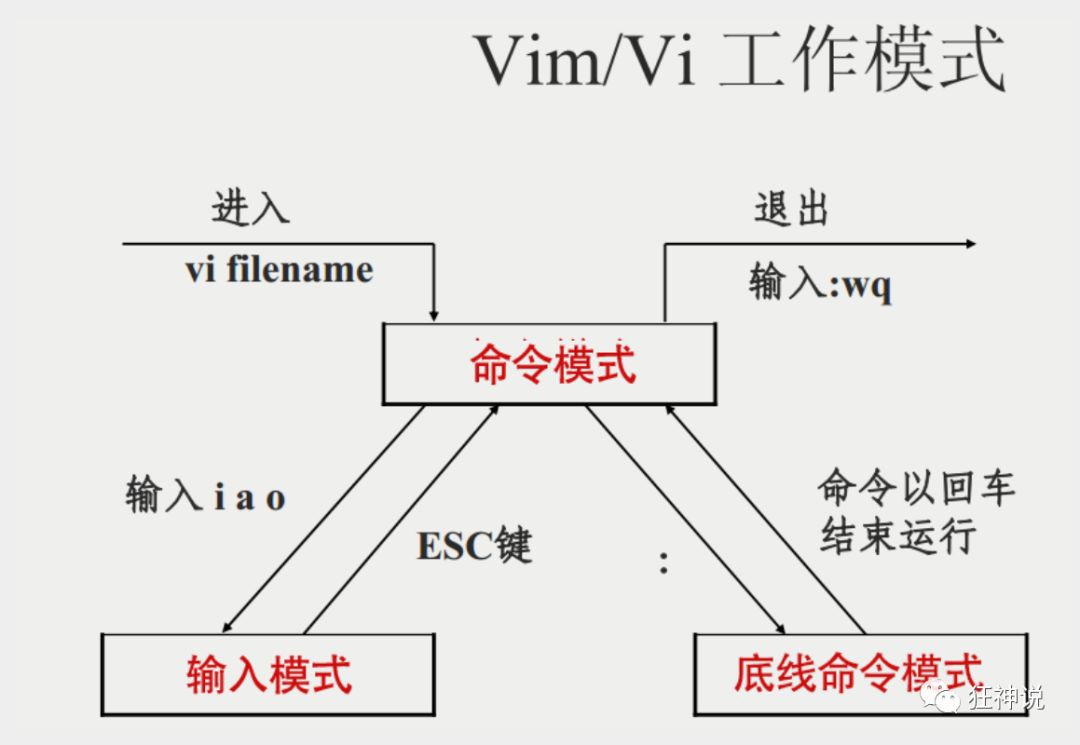 Vim/Vi 工作模式
进入
退出
vi filename
输入:wq
命令模式
输入 i a o
ESC键
:
命令以回车
结束运行
输入模式
底线命令模式
狂神说